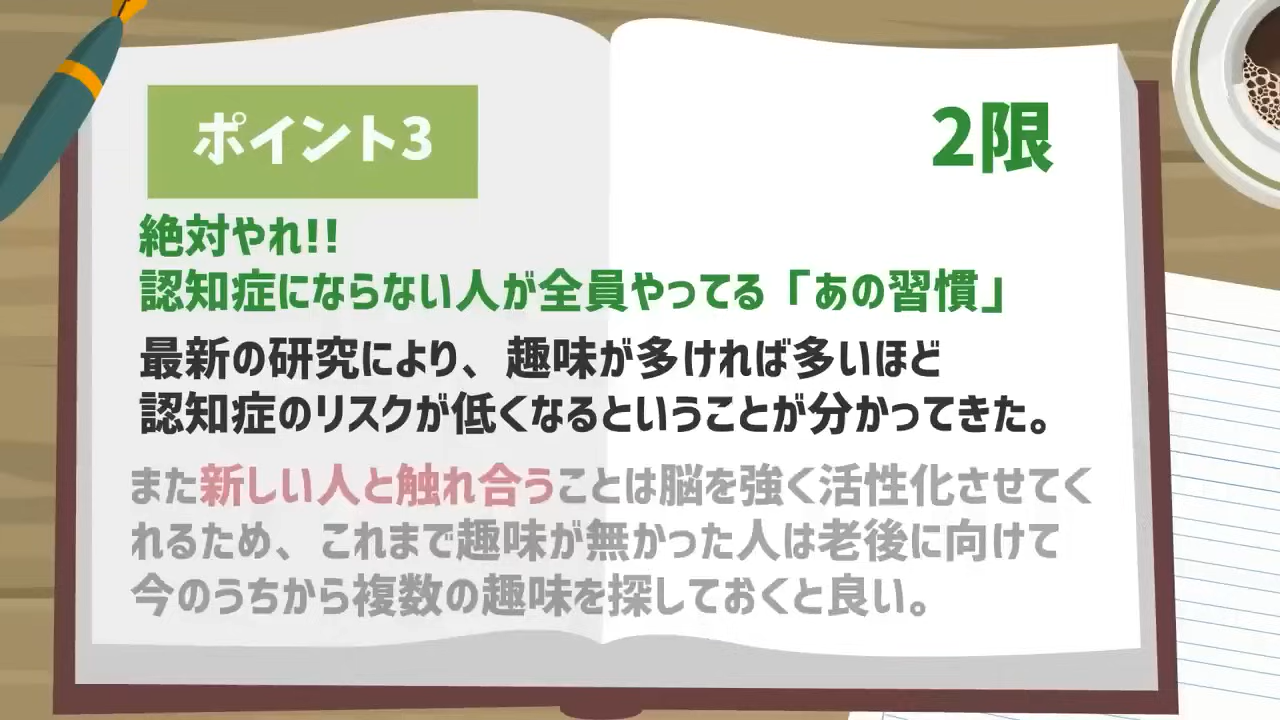 ポイント3
2限
絶対やれ!!
認知症にならない人が全員やってる「あの習慣」
最新の研究により、趣味が多ければ多いほど
認知症のリスクが低くなるということが分かってきた。
また新しい人と触れ合うことは脳を強く活性化させてく
れるため、これまで趣味が無かった人は老後に向けて
今のうちから複数の趣味を探しておくと良い。